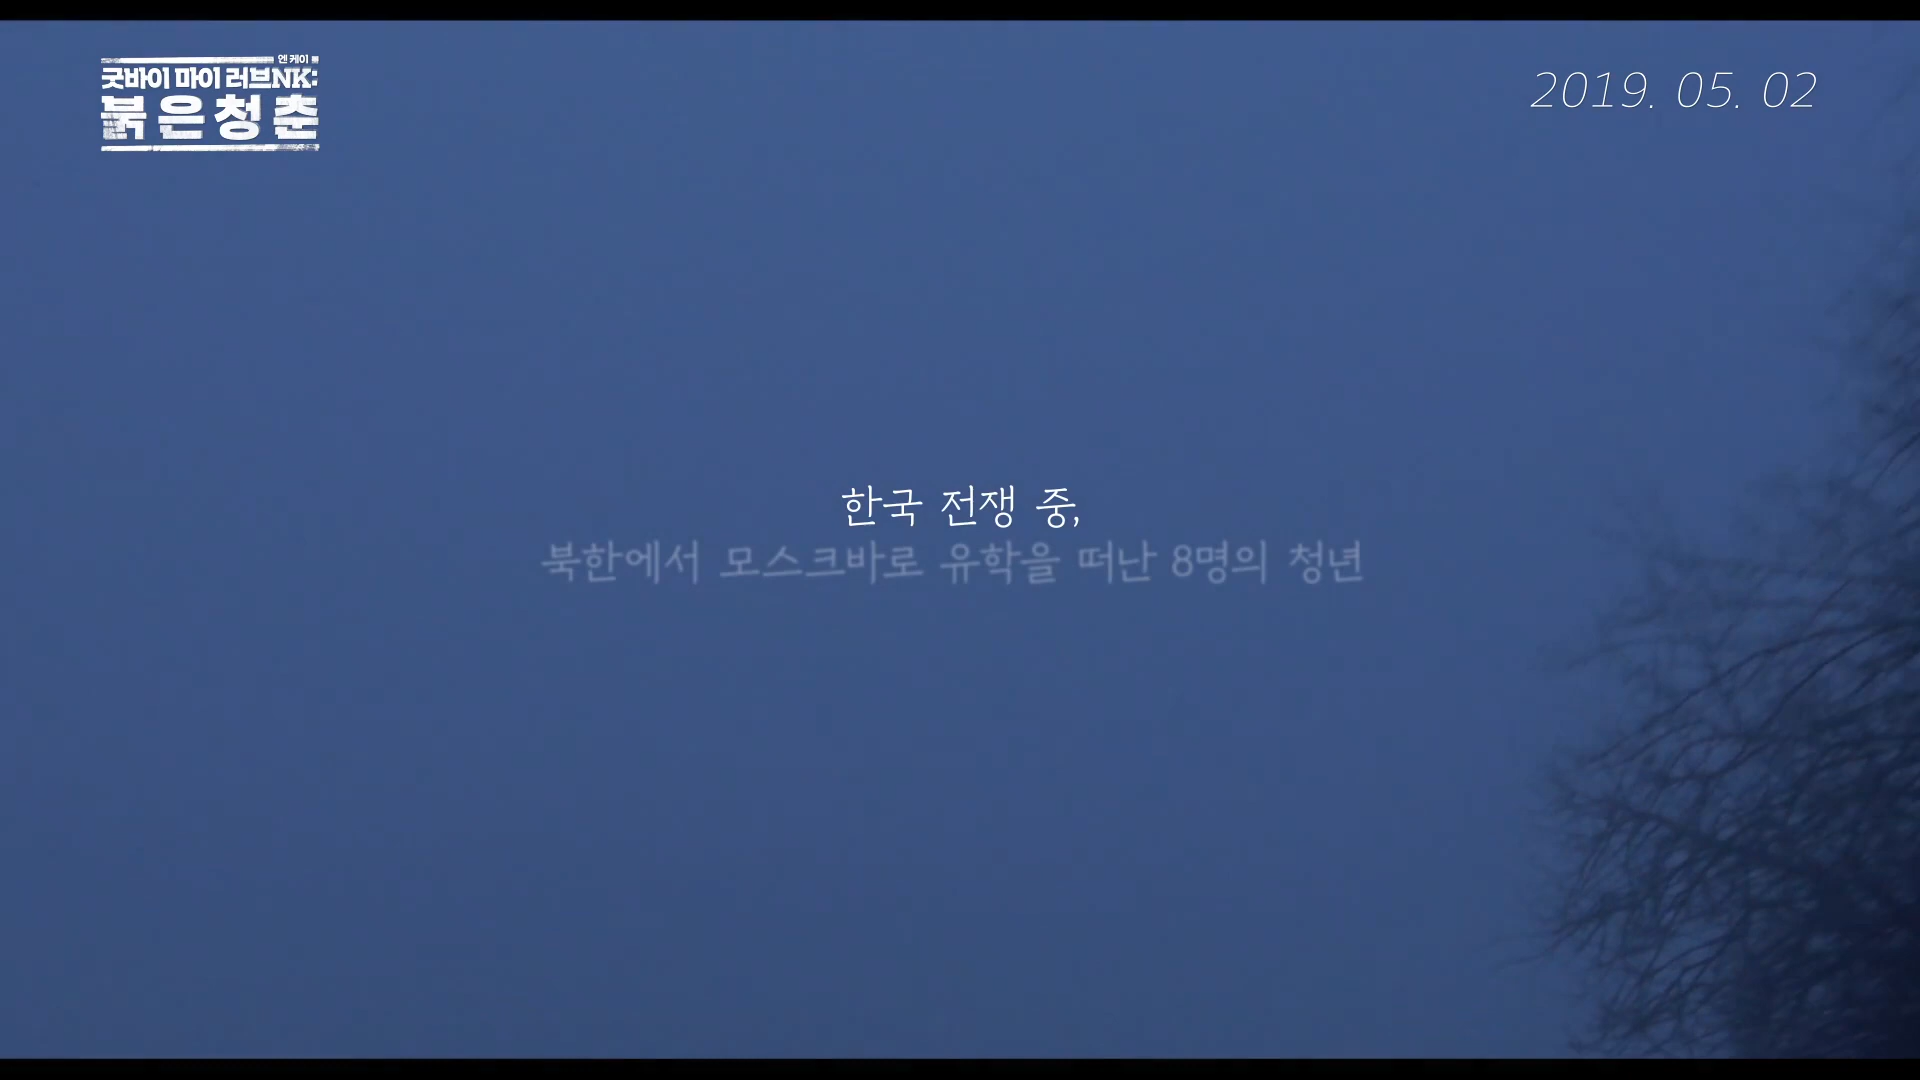 엔케이
굿바이 마이 러브NK:
붉은청춘
2019. 05. 02
한국 전쟁 중,
북한에서 모스크바로 유학을 떠난 8명의 청년